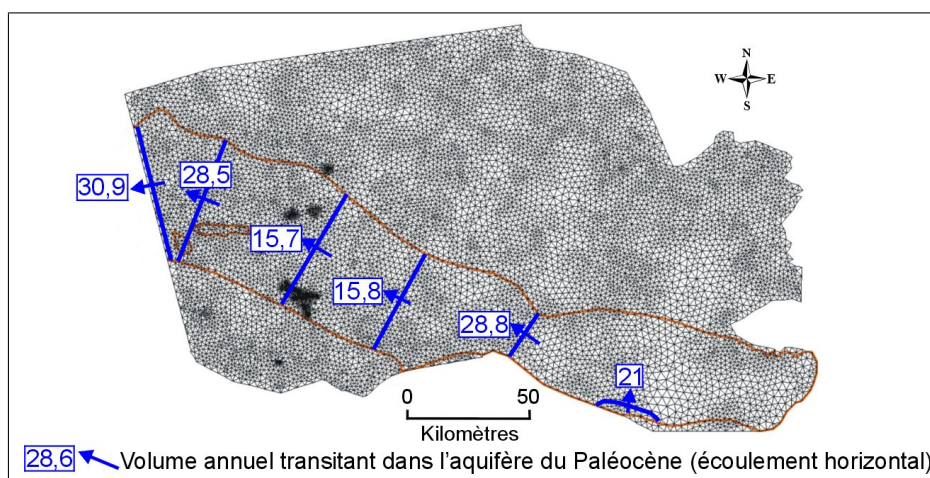 N
W E
S
30,9
28,5
15,7
15,8
28,8
21
0 50
Kilomètres
28,6 Volume annuel transitant dans l'aquifère du Paléocène (écoulement horizontal)